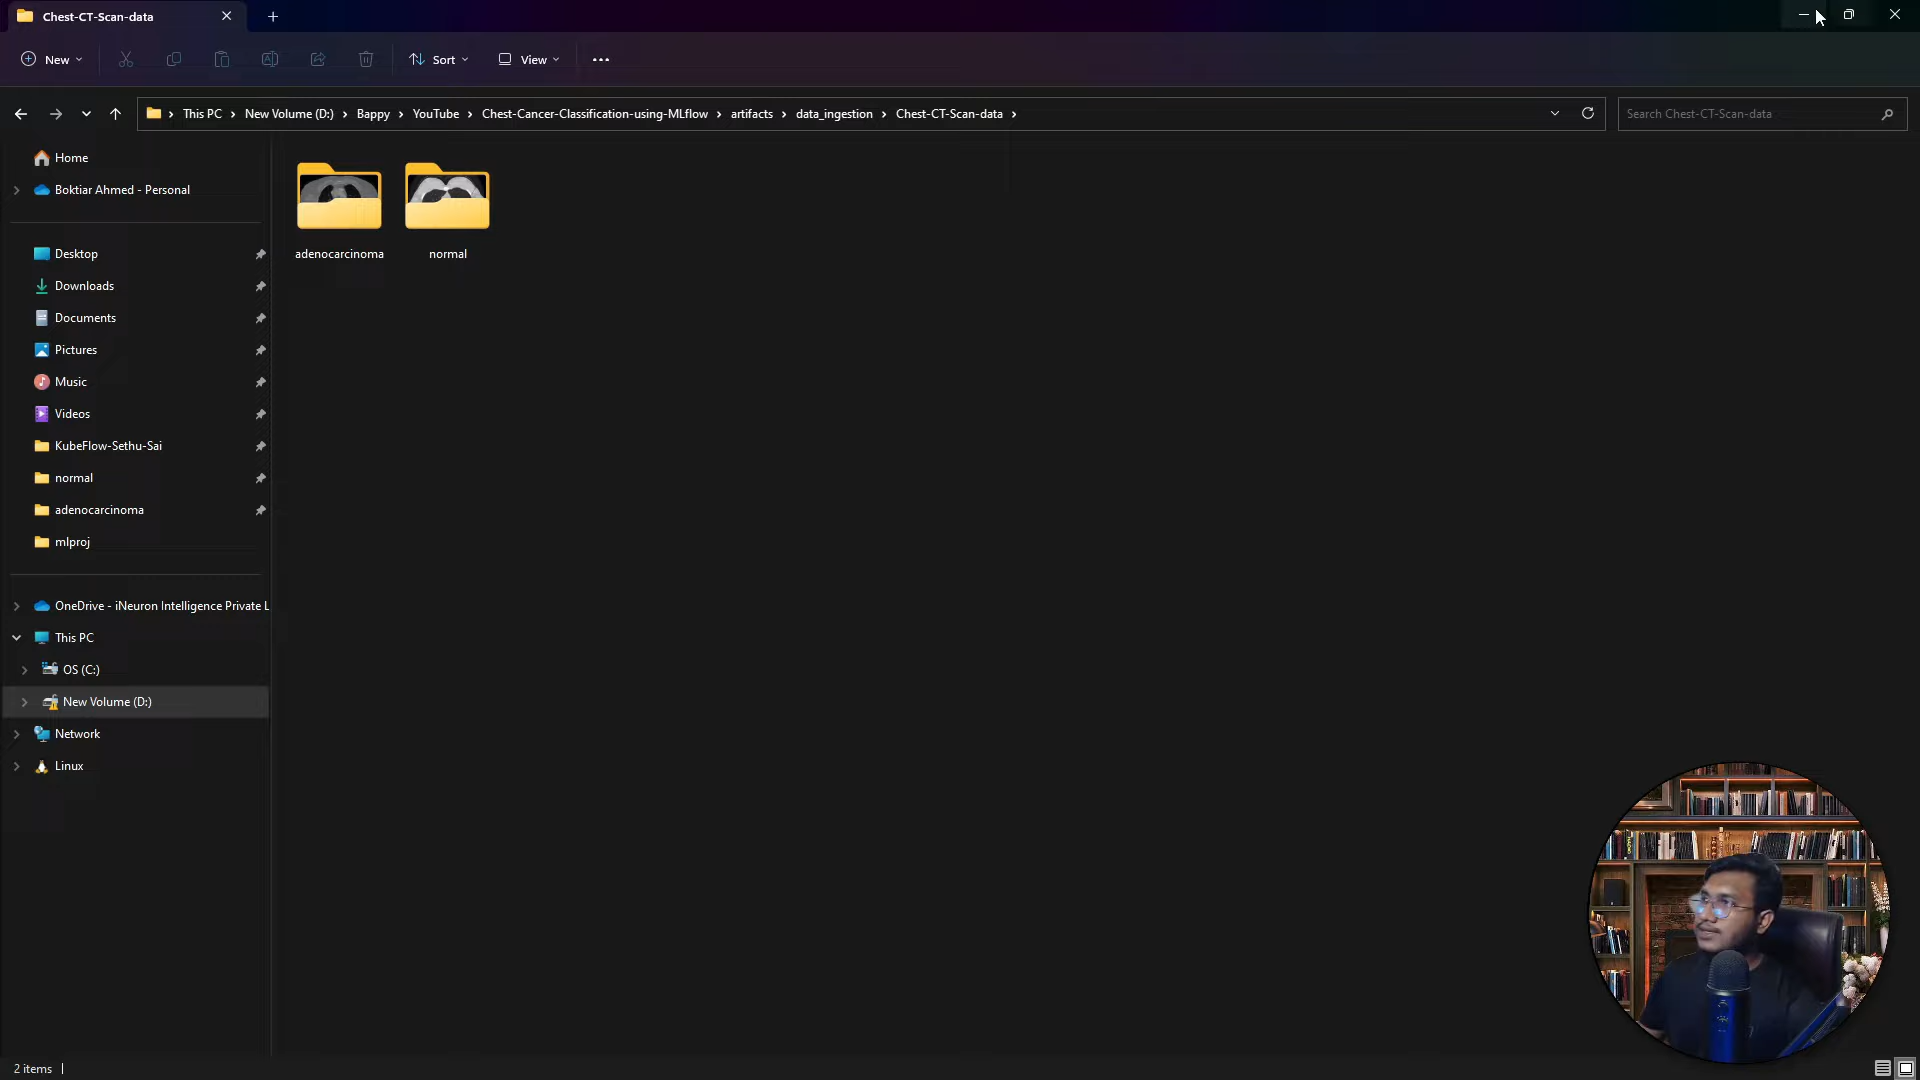 Chest-CT-Scan-data
New
Sort
View
This PC
New Volume (D:)
Bappy
YouTube
Chest-Cancer-Classification-using-MLflow
artifacts
data_ingestion
Chest-CT-Scan-data
Search Chest-CT-Scan-data
Home
Boktiar Ahmed - Personal
Desktop
Downloads
Documents
Pictures
Music
Videos
KubeFlow-Sethu-Sai
normal
adenocarcinoma
mlproj
OneDrive - iNeuron Intelligence Private L
This PC
OS (C:)
New Volume (D:)
Network
Linux
adenocarcinoma
normal
2 items